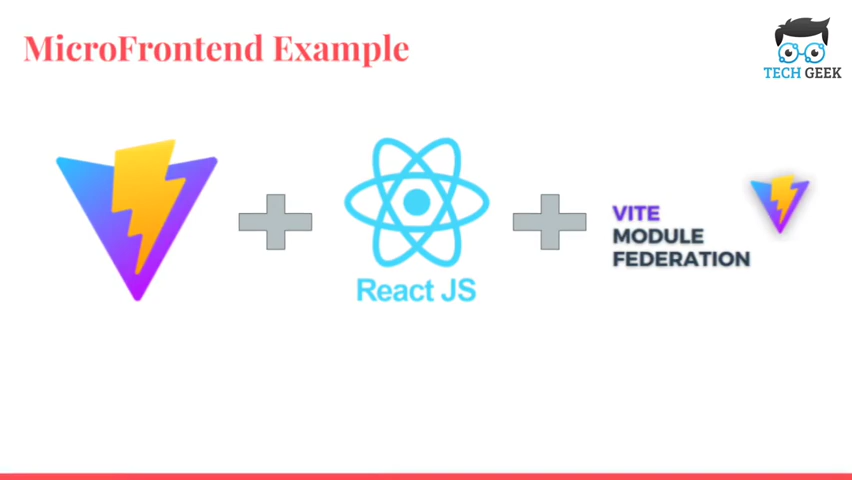 MicroFrontend Example
TECH GEEK
React JS
VITE
MODULE
FEDERATION